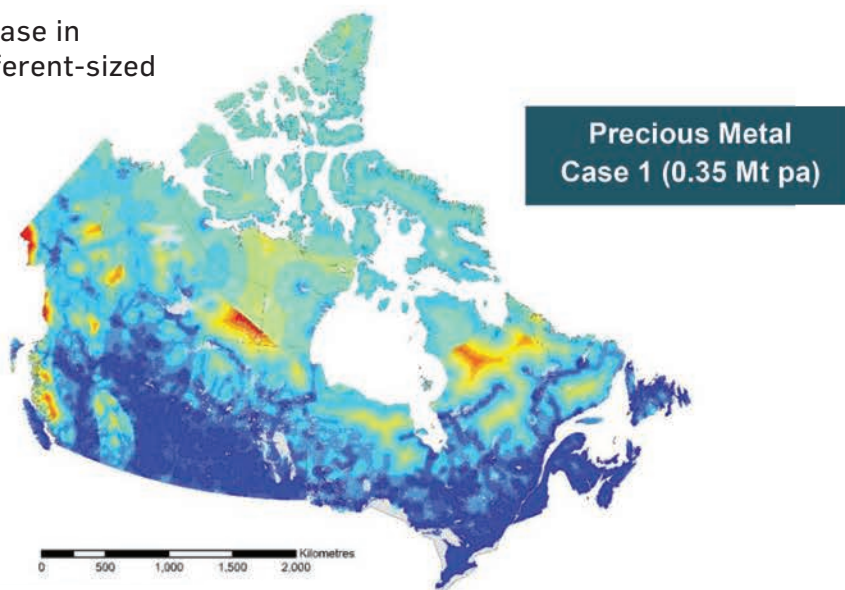 ase in
ferent-sized
Precious Metal
Case 1 (0.35 Mt pa)
Kilometres
0 500 1,000 1,500 2,000